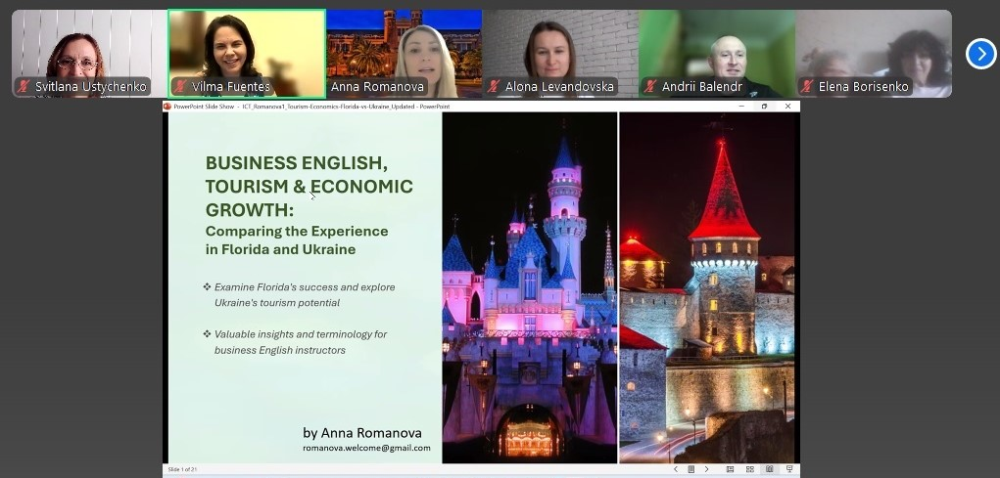 Svitlana Ustychenko
Vilma Fuentes
Anna Romanova
Alona Levandovska
Andrii Balendr
Elena Borisenko
PowerPoint Slide Show - ICT_Romanova1_Tourism-Economics-Florida-vs-Ukraine_Updated - PowerPoint
BUSINESS ENGLISH,
TOURISM & ECONOMIC
GROWTH:
Comparing the Experience
in Florida and Ukraine
❖ Examine Florida's success and explore
Ukraine's tourism potential
❖ Valuable insights and terminology for
business English instructors
by Anna Romanova
romanova.welcome@gmail.com
Slide 1 of 21